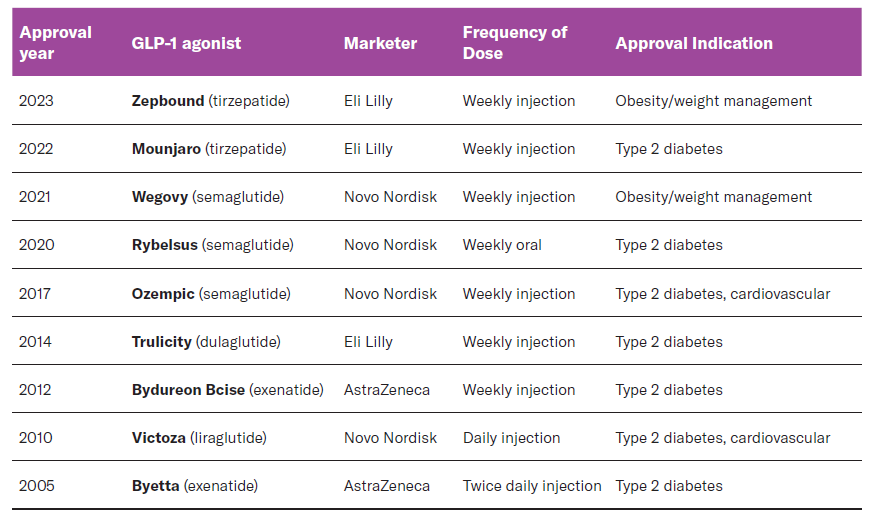 Approval year GLP-1 agonist Marketer Frequency of Dose Approval Indication
2023 Zepbound (tirzepatide) Eli Lilly Weekly injection Obesity/weight management
2022 Mounjaro (tirzepatide) Eli Lilly Weekly injection Type 2 diabetes
2021 Wegovy (semaglutide) Novo Nordisk Weekly injection Obesity/weight management
2020 Rybelsus (semaglutide) Novo Nordisk Weekly oral Type 2 diabetes
2017 Ozempic (semaglutide) Novo Nordisk Weekly injection Type 2 diabetes, cardiovascular
2014 Trulicity (dulaglutide) Eli Lilly Weekly injection Type 2 diabetes
2012 Bydureon Bcise (exenatide) AstraZeneca Weekly injection Type 2 diabetes
2010 Victoza (liraglutide) Novo Nordisk Daily injection Type 2 diabetes, cardiovascular
2005 Byetta (exenatide) AstraZeneca Twice daily injection Type 2 diabetes